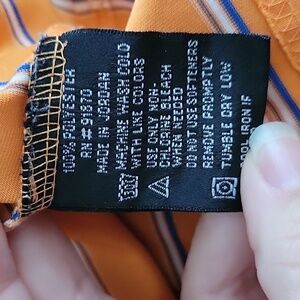 100% POLYESTER
RN#91870
MADE IN JORDAN
MACHINE WASH COLD
WITH LIKE COLORS
USE ONLY NON-
CHLORINE BLEACH
WHEN NEEDED
DO NOT USE SOFTENERS
REMOVE PROMPTLY
TUMBLE DRY LOW
COOL IRON IF